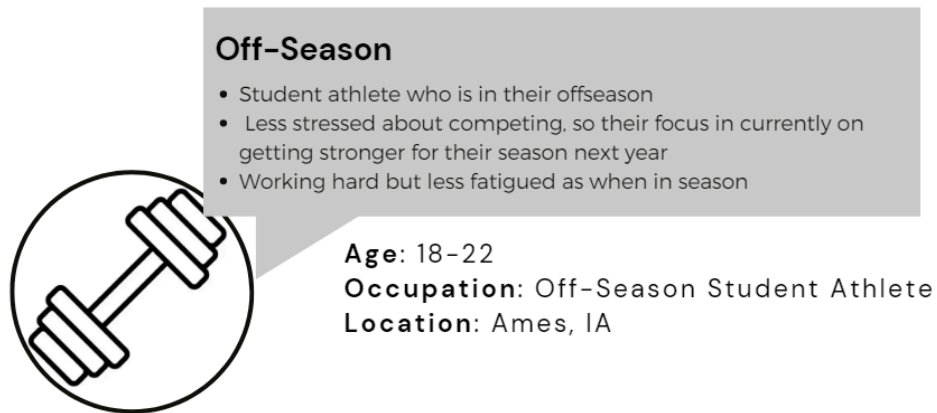 Off-Season
• Student athlete who is in their offseason
• Less stressed about competing, so their focus in currently on
getting stronger for their season next year
• Working hard but less fatigued as when in season
Age: 18-22
Occupation: Off-Season Student Athlete
Location: Ames, IA